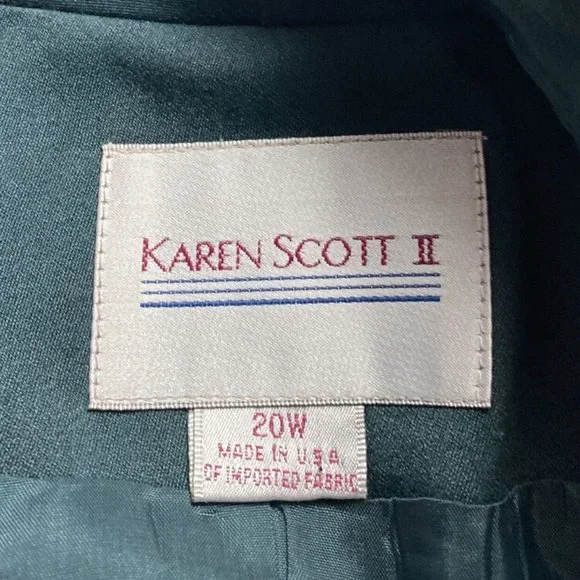 KAREN SCOTT II
20W
MADE IN U.S.A.
OF IMPORTED FABRIC